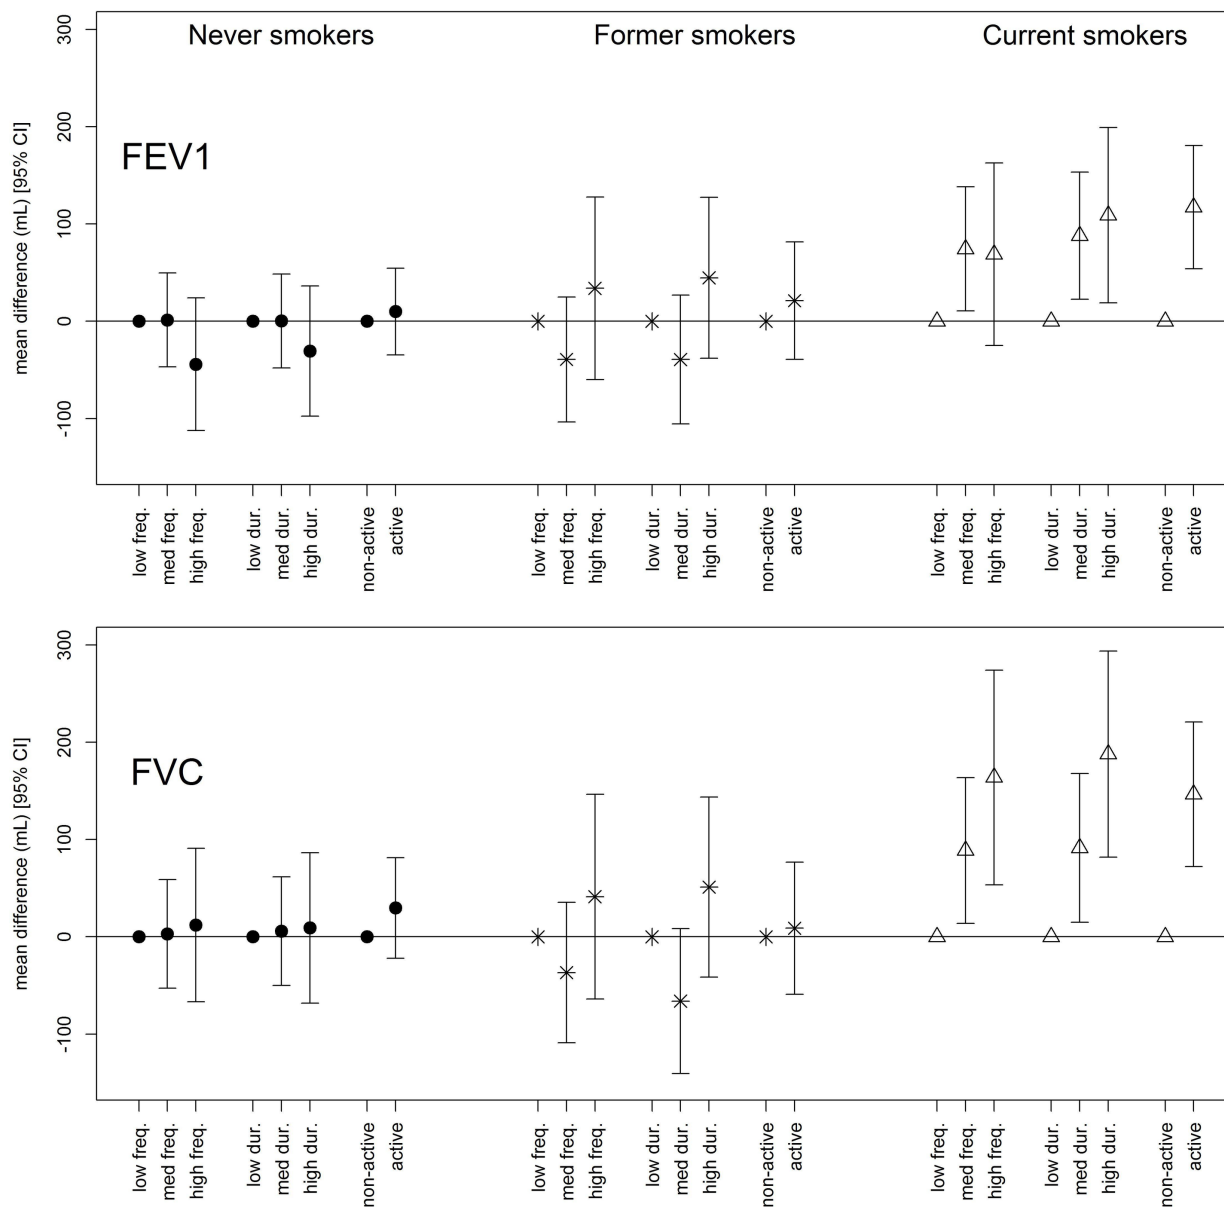 Never smokers Former smokers Current smokers
FEV1
mean difference (mL) [95% CI]
300
200
100
0
-100
low freq. med freq. high freq. low dur. med dur. high dur. non-active active low freq. med freq. high freq. low dur. med dur. high dur. non-active active low freq. med freq. high freq. low dur. med dur. high dur. non-active active
FVC
mean difference (mL) [95% CI]
300
200
100
0
-100
low freq. med freq. high freq. low dur. med dur. high dur. non-active active low freq. med freq. high freq. low dur. med dur. high dur. non-active active low freq. med freq. high freq. low dur. med dur. high dur. non-active active